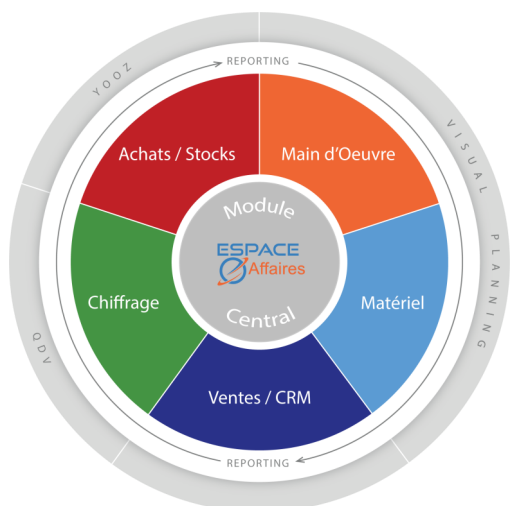 REPORTING
YOOZ
VISUAL PLANNING
Achats / Stocks
Main d'Oeuvre
Module
ESPACE
Affaires
Central
Chiffrage
Matériel
QDV
Ventes / CRM
REPORTING